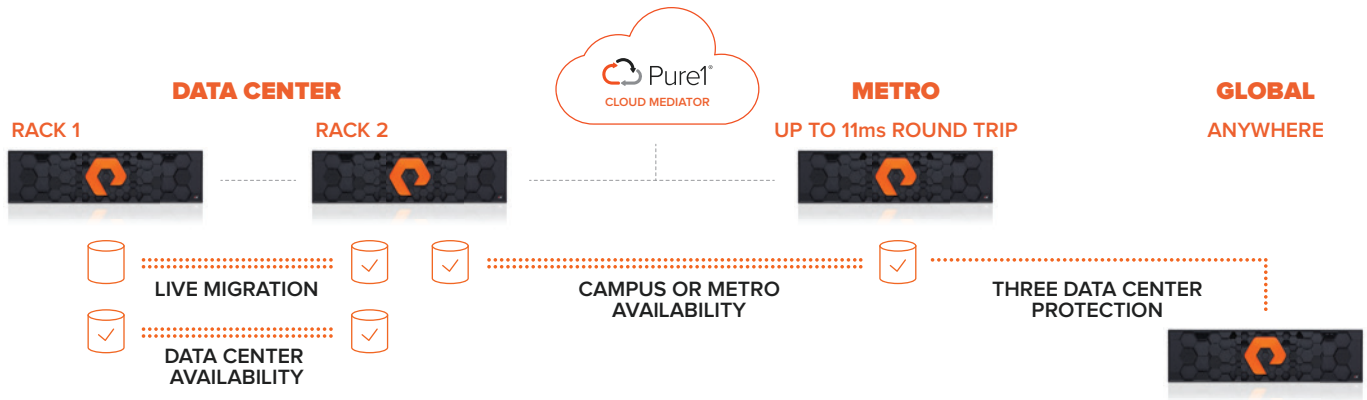 Pure1®
CLOUD MEDIATOR
DATA CENTER
METRO
GLOBAL
RACK 1
RACK 2
UP TO 11ms ROUND TRIP
ANYWHERE
LIVE MIGRATION
CAMPUS OR METRO
AVAILABILITY
THREE DATA CENTER
PROTECTION
DATA CENTER
AVAILABILITY